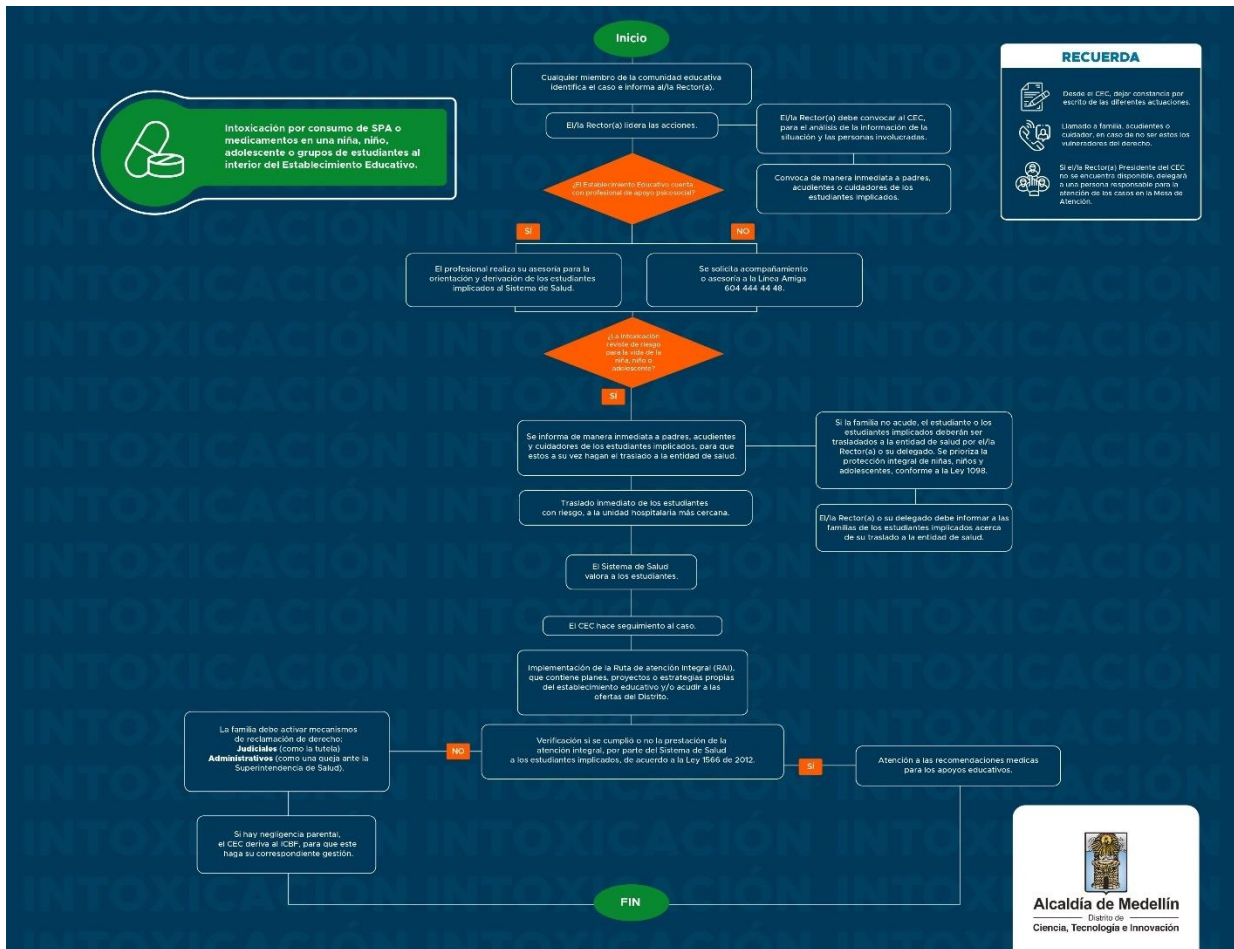 Inicio
Cualquier miembro de la comunidad educativa
identifica el caso e informa al/la Rector(a).
El/la Rector(a) lidera las acciones.
El/la Rector(a) debe convocar al CEC,
para el análisis de la información de la
situación y las personas involucradas.
Convoca de manera inmediata a padres,
acudientes o cuidadores de los
estudiantes implicados.
Intoxicación por consumo de SPA o
medicamentos en una niña, niño,
adolescente o grupos de estudiantes al
interior del Establecimiento Educativo.
RECUERDA
Desde el CEC, dejar constancia por
escrito de las diferentes actuaciones.
Llamado a familia, acudientes o
cuidador, en caso de no ser estos los
vulneradores del derecho.
Si el/la Rector(a) Presidente del CEC
no se encuentra disponible, delegará
a una persona responsable para la
atención de los casos en la Mesa de
Atención.
¿El Establecimiento Educativo cuenta
con profesional de apoyo psicosocial?
SÍ
NO
El profesional realiza su asesoría para la
orientación y derivación de los estudiantes
implicados al Sistema de Salud.
Se solicita acompañamiento
o asesoría a la Línea Amiga
604 444 44 48.
¿La intoxicación
reviste de riesgo
para la vida de la
niña, niño o
adolescente?
SÍ
Se informa de manera inmediata a padres, acudientes
y cuidadores de los estudiantes implicados, para que
estos a su vez hagan el traslado a la entidad de salud.
Si la familia no acude, el estudiante o los
estudiantes implicados deberán ser
trasladados a la entidad de salud por el/la
Rector(a) o su delegado. Se prioriza la
protección integral de niñas, niños y
adolescentes, conforme a la Ley 1098.
El/la Rector(a) o su delegado debe informar a las
familias de los estudiantes implicados acerca
de su traslado a la entidad de salud.
Traslado inmediato de los estudiantes
con riesgo, a la unidad hospitalaria más cercana.
El Sistema de Salud
valora a los estudiantes.
El CEC hace seguimiento al caso.
Implementación de la Ruta de atención Integral (RAI),
que contiene planes, proyectos o estrategias propias
del establecimiento educativo y/o acudir a las
ofertas del Distrito.
Verificación si se cumplió o no la prestación de la
atención integral, por parte del Sistema de Salud
a los estudiantes implicados, de acuerdo a la Ley 1566 de 2012.
NO
La familia debe activar mecanismos
de reclamación de derecho:
Judiciales (como la tutela)
Administrativos (como una queja ante la
Superintendencia de Salud).
Si hay negligencia parental,
el CEC deriva al ICBF, para que este
haga su correspondiente gestión.
SÍ
Atención a las recomendaciones medicas
para los apoyos educativos.
FIN
Alcaldía de Medellín
Distrito de
Ciencia, Tecnología e Innovación
INTOXICACIÓN